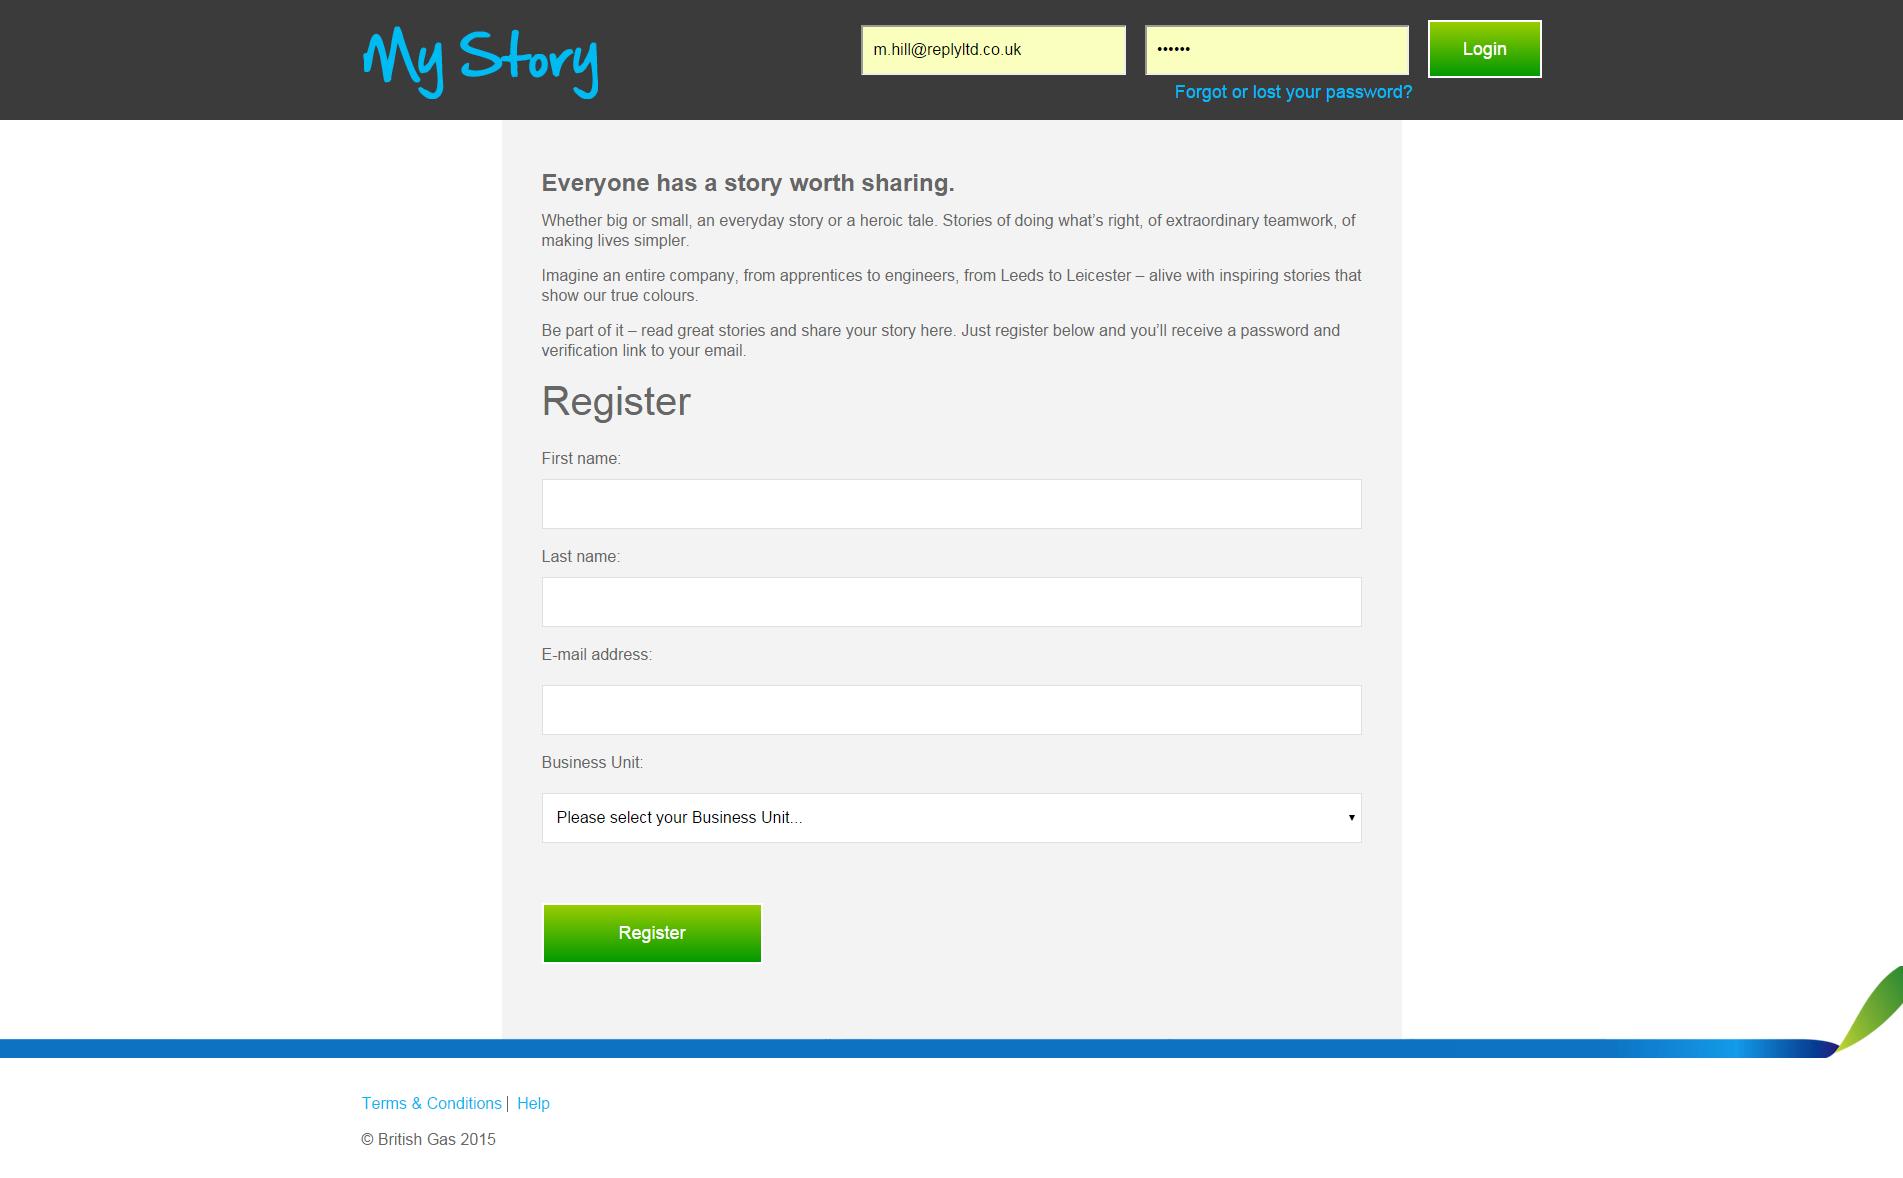 My Story
m.hill@replyltd.co.uk
••••••
Login
Forgot or lost your password?
Everyone has a story worth sharing.
Whether big or small, an everyday story or a heroic tale. Stories of doing what’s right, of extraordinary teamwork, of
making lives simpler.
Imagine an entire company, from apprentices to engineers, from Leeds to Leicester – alive with inspiring stories that
show our true colours.
Be part of it – read great stories and share your story here. Just register below and you’ll receive a password and
verification link to your email.
Register
First name:
Last name:
E-mail address:
Business Unit:
Please select your Business Unit...
Register
Terms & Conditions | Help
© British Gas 2015